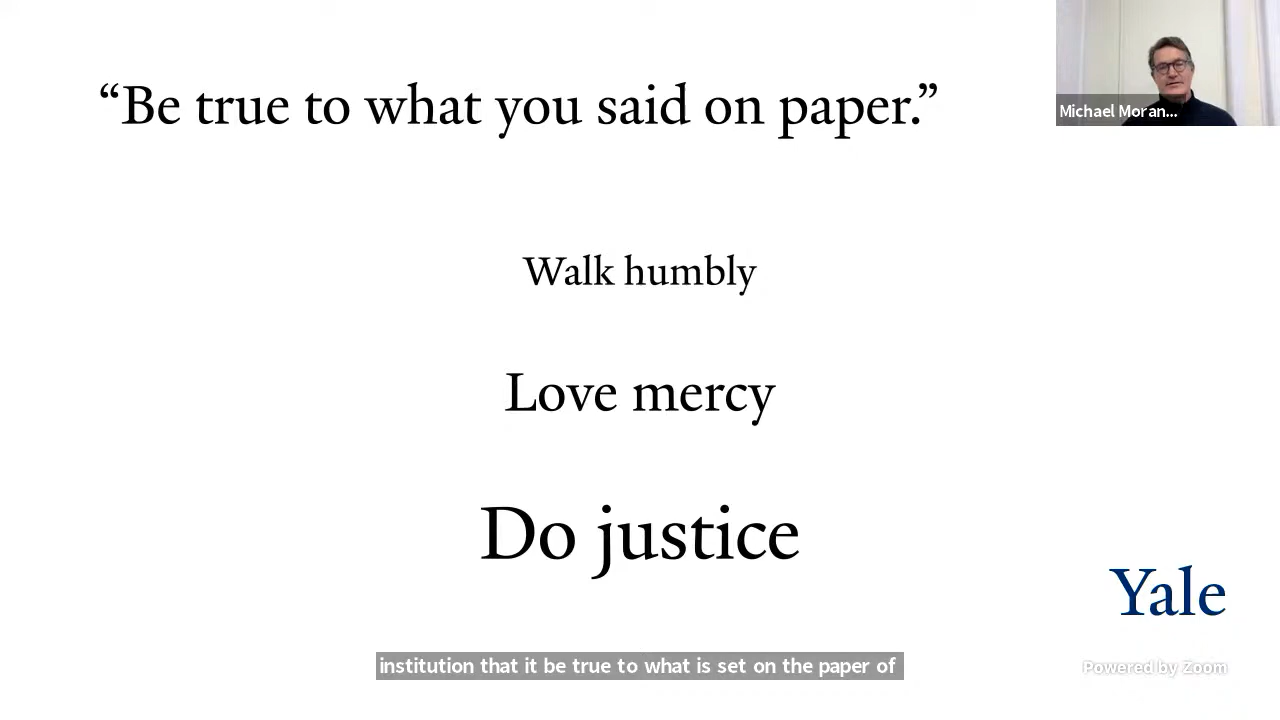 “Be true to what you said on paper.”
Michael Moran...
Walk humbly
Love mercy
Do justice
Yale
institution that it be true to what is set on the paper of
Powered by Zoom